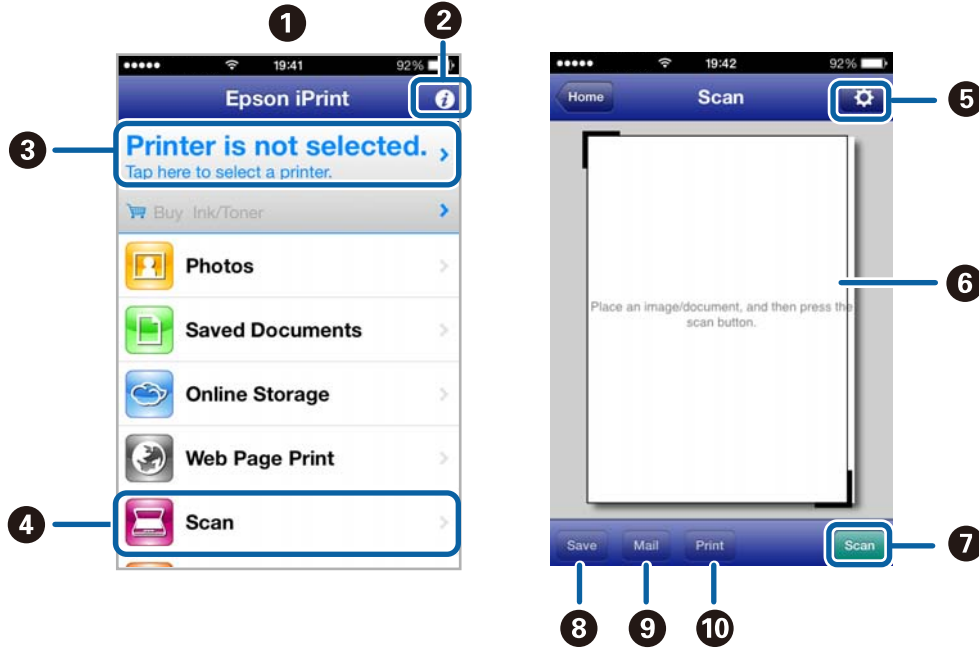 1
2
19:41
92%
Epson iPrint
i
3
Printer is not selected.
Tap here to select a printer.
Buy Ink/Toner
Photos
Saved Documents
Online Storage
Web Page Print
4
Scan
19:42
92%
Home
Scan
5
6
Place an image/document, and then press the
scan button.
Save
Mail
Print
Scan
7
8
9
10